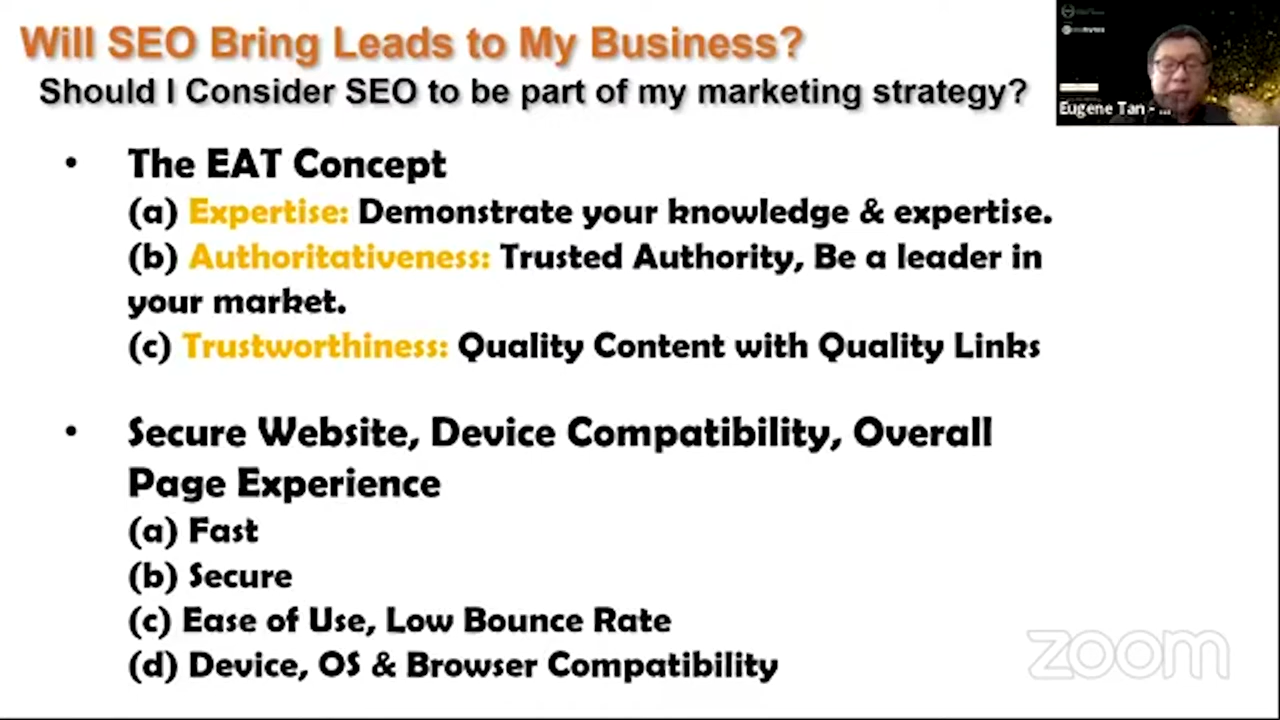 Will SEO Bring Leads to My Business?
Should I Consider SEO to be part of my marketing strategy?
Eugene Tan - ...
• The EAT Concept
(a) Expertise: Demonstrate your knowledge & expertise.
(b) Authoritativeness: Trusted Authority, Be a leader in
your market.
(c) Trustworthiness: Quality Content with Quality Links
• Secure Website, Device Compatibility, Overall
Page Experience
(a) Fast
(b) Secure
(c) Ease of Use, Low Bounce Rate
(d) Device, OS & Browser Compatibility
zoom